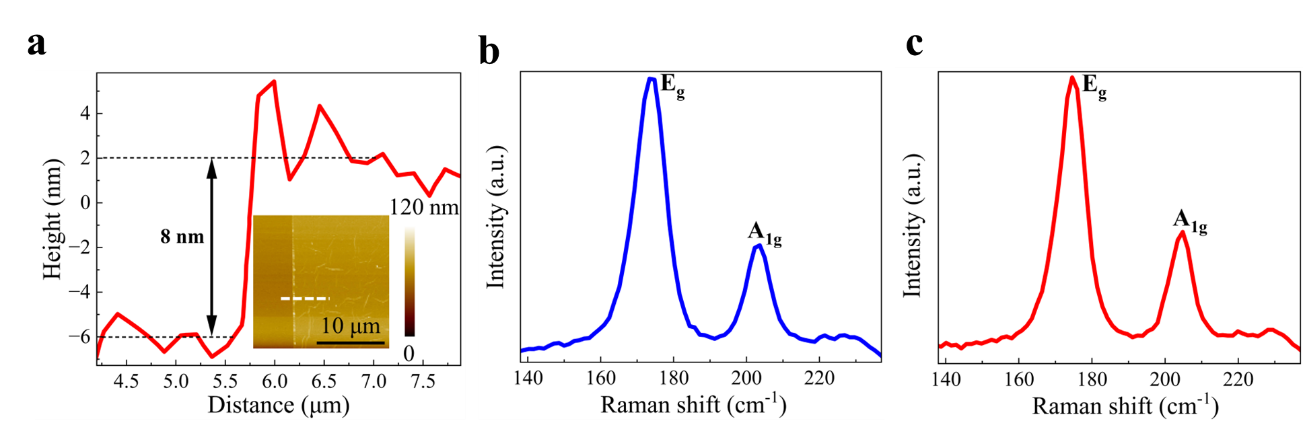 a
Height (nm)
4
2
0
−2
−4
−6
8 nm
120 nm
0
10 μm
4.5 5.0 5.5 6.0 6.5 7.0 7.5
Distance (μm)
b
Intensity (a.u.)
Eg
A1g
140 160 180 200 220
Raman shift (cm-1)
c
Intensity (a.u.)
Eg
A1g
140 160 180 200 220
Raman shift (cm-1)